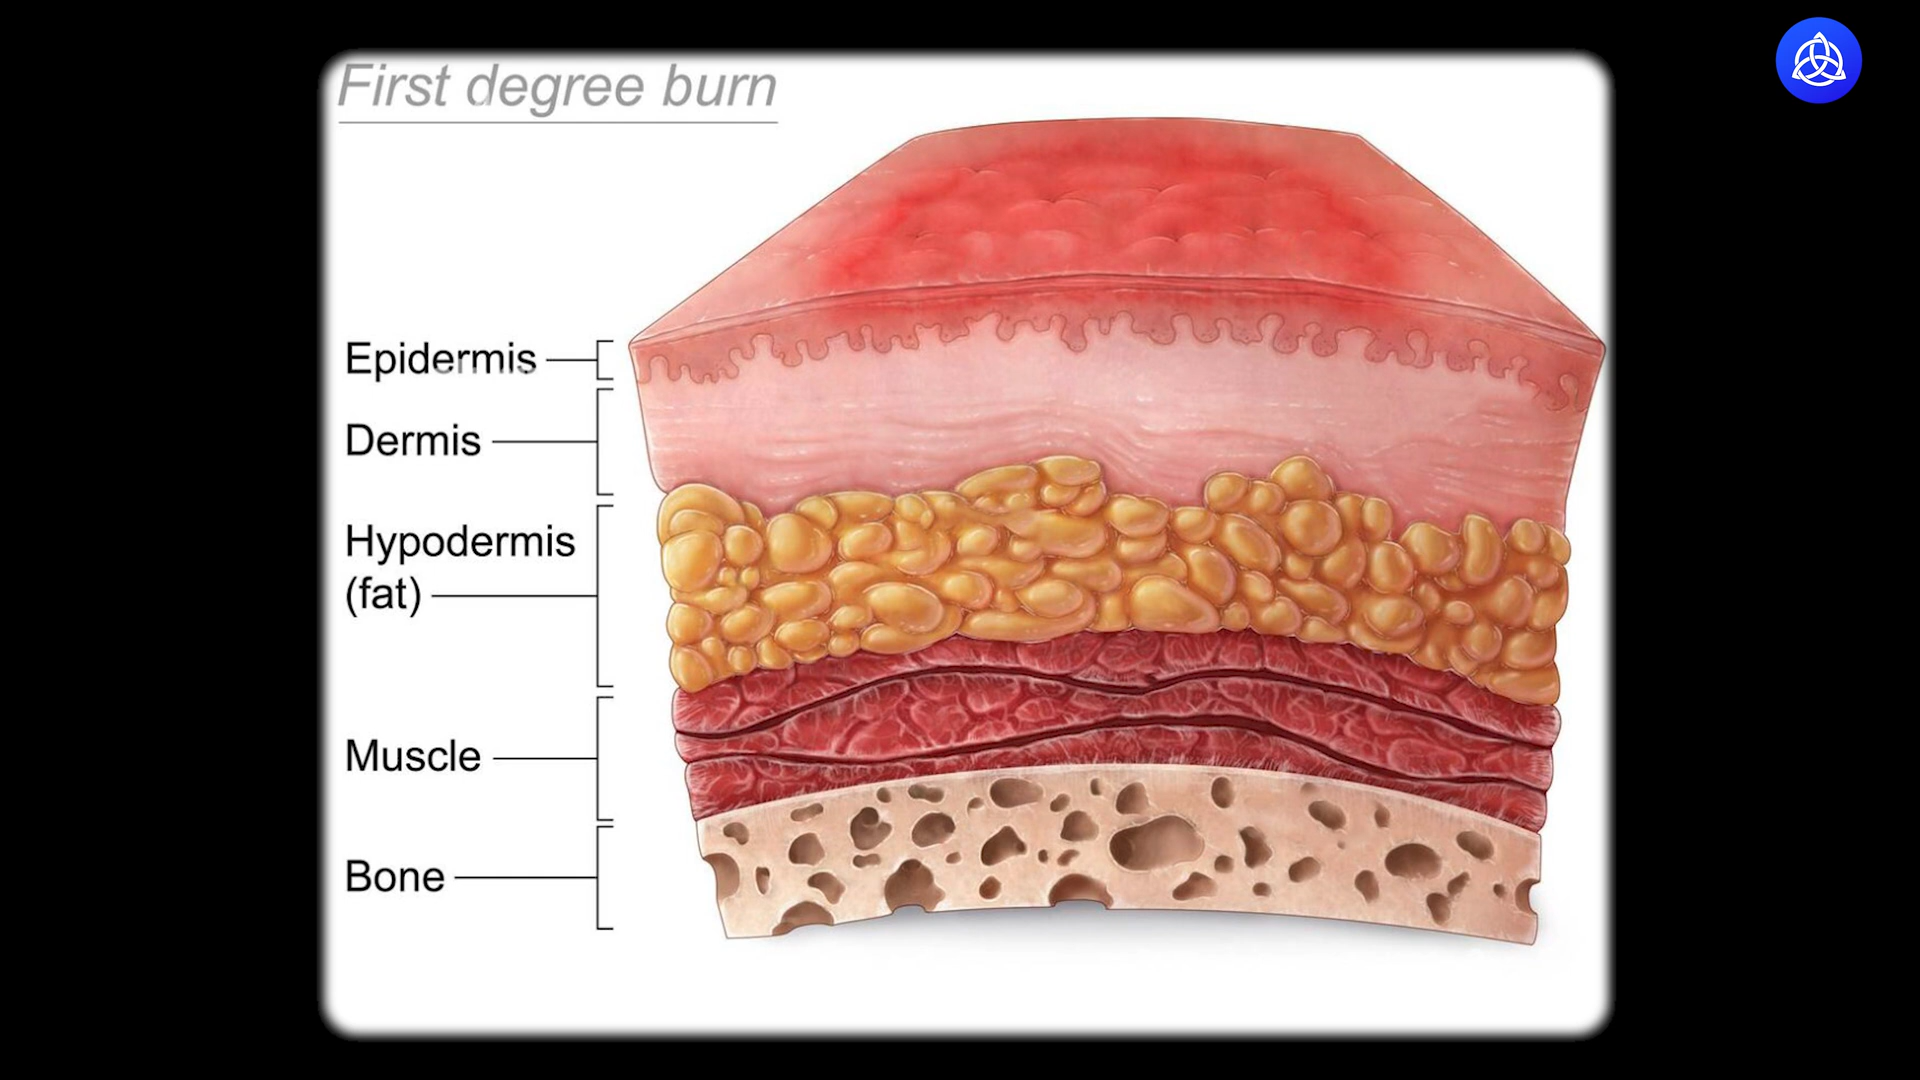 First degree burn
Epidermis
Dermis
Hypodermis
(fat)
Muscle
Bone